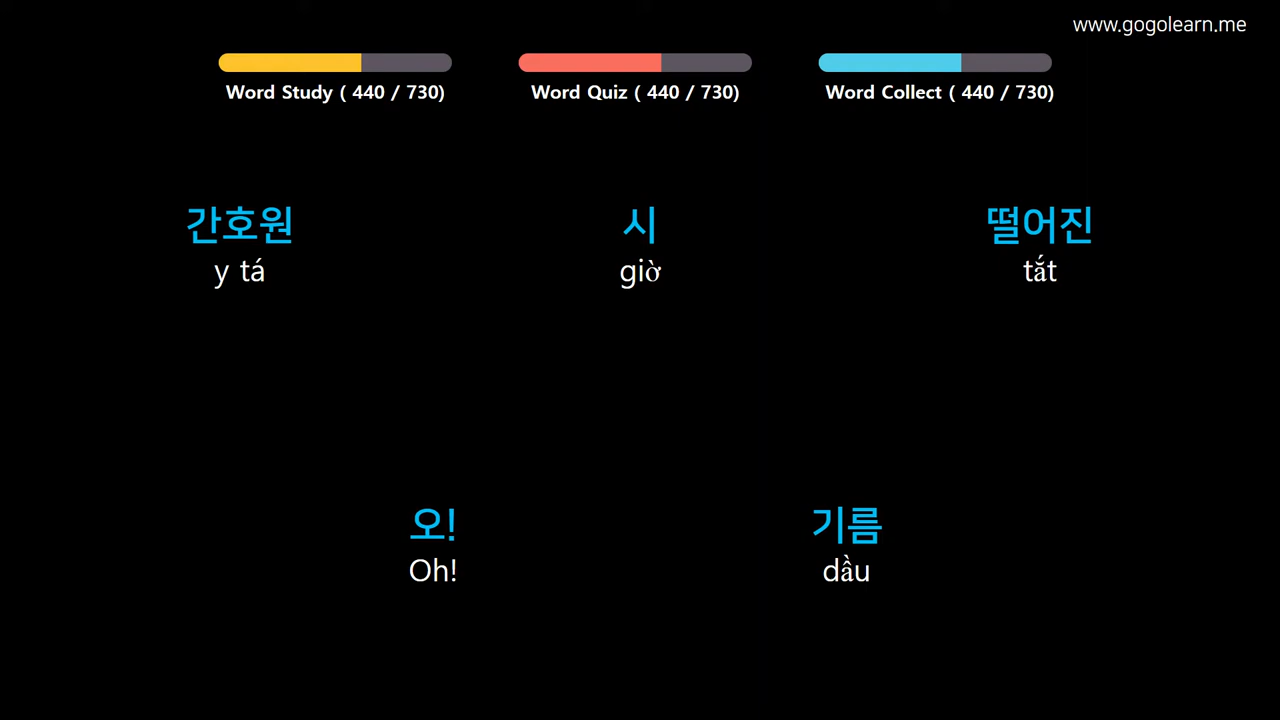 www.gogolearn.me
Word Study ( 440 / 730)
Word Quiz ( 440 / 730)
Word Collect ( 440 / 730)
간호원
y tá
시
giờ
떨어진
tắt
오!
Oh!
기름
dầu